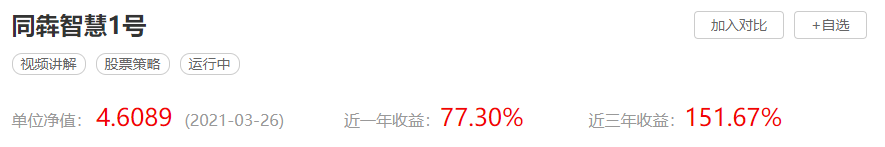 同犇智慧1号 加入对比 +自选
视频讲解 股票策略 运行中
单位净值：4.6089 (2021-03-26) 近一年收益：77.30% 近三年收益：151.67%